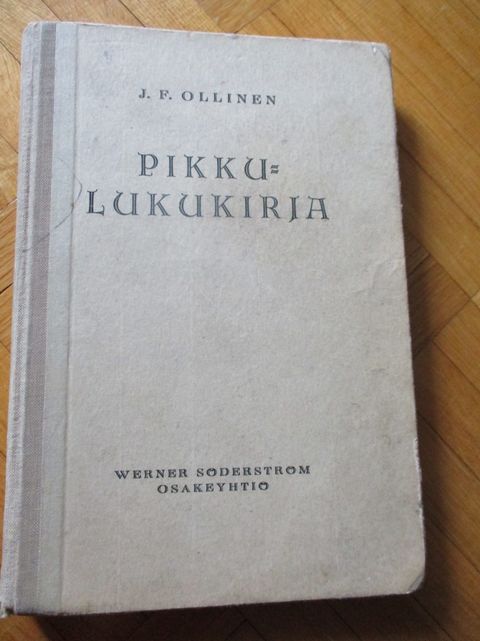 J. F. OLLINEN
PIKKU=
LUKUKIRJA
WERNER SÖDERSTRÖM
OSAKEYHTIÖ